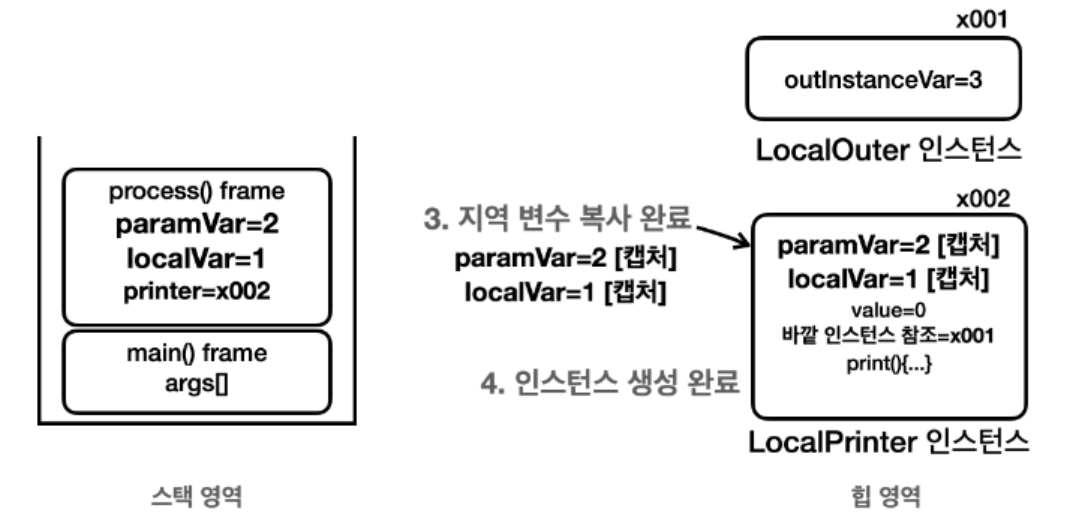 x001
outInstanceVar=3
LocalOuter 인스턴스
process() frame
paramVar=2
localVar=1
printer=x002
main() frame
args[]
스택 영역
3. 지역 변수 복사 완료
paramVar=2 [캡처]
localVar=1 [캡처]
4. 인스턴스 생성 완료
x002
paramVar=2 [캡처]
localVar=1 [캡처]
value=0
바깥 인스턴스 참조=x001
print(){...}
LocalPrinter 인스턴스
힙 영역